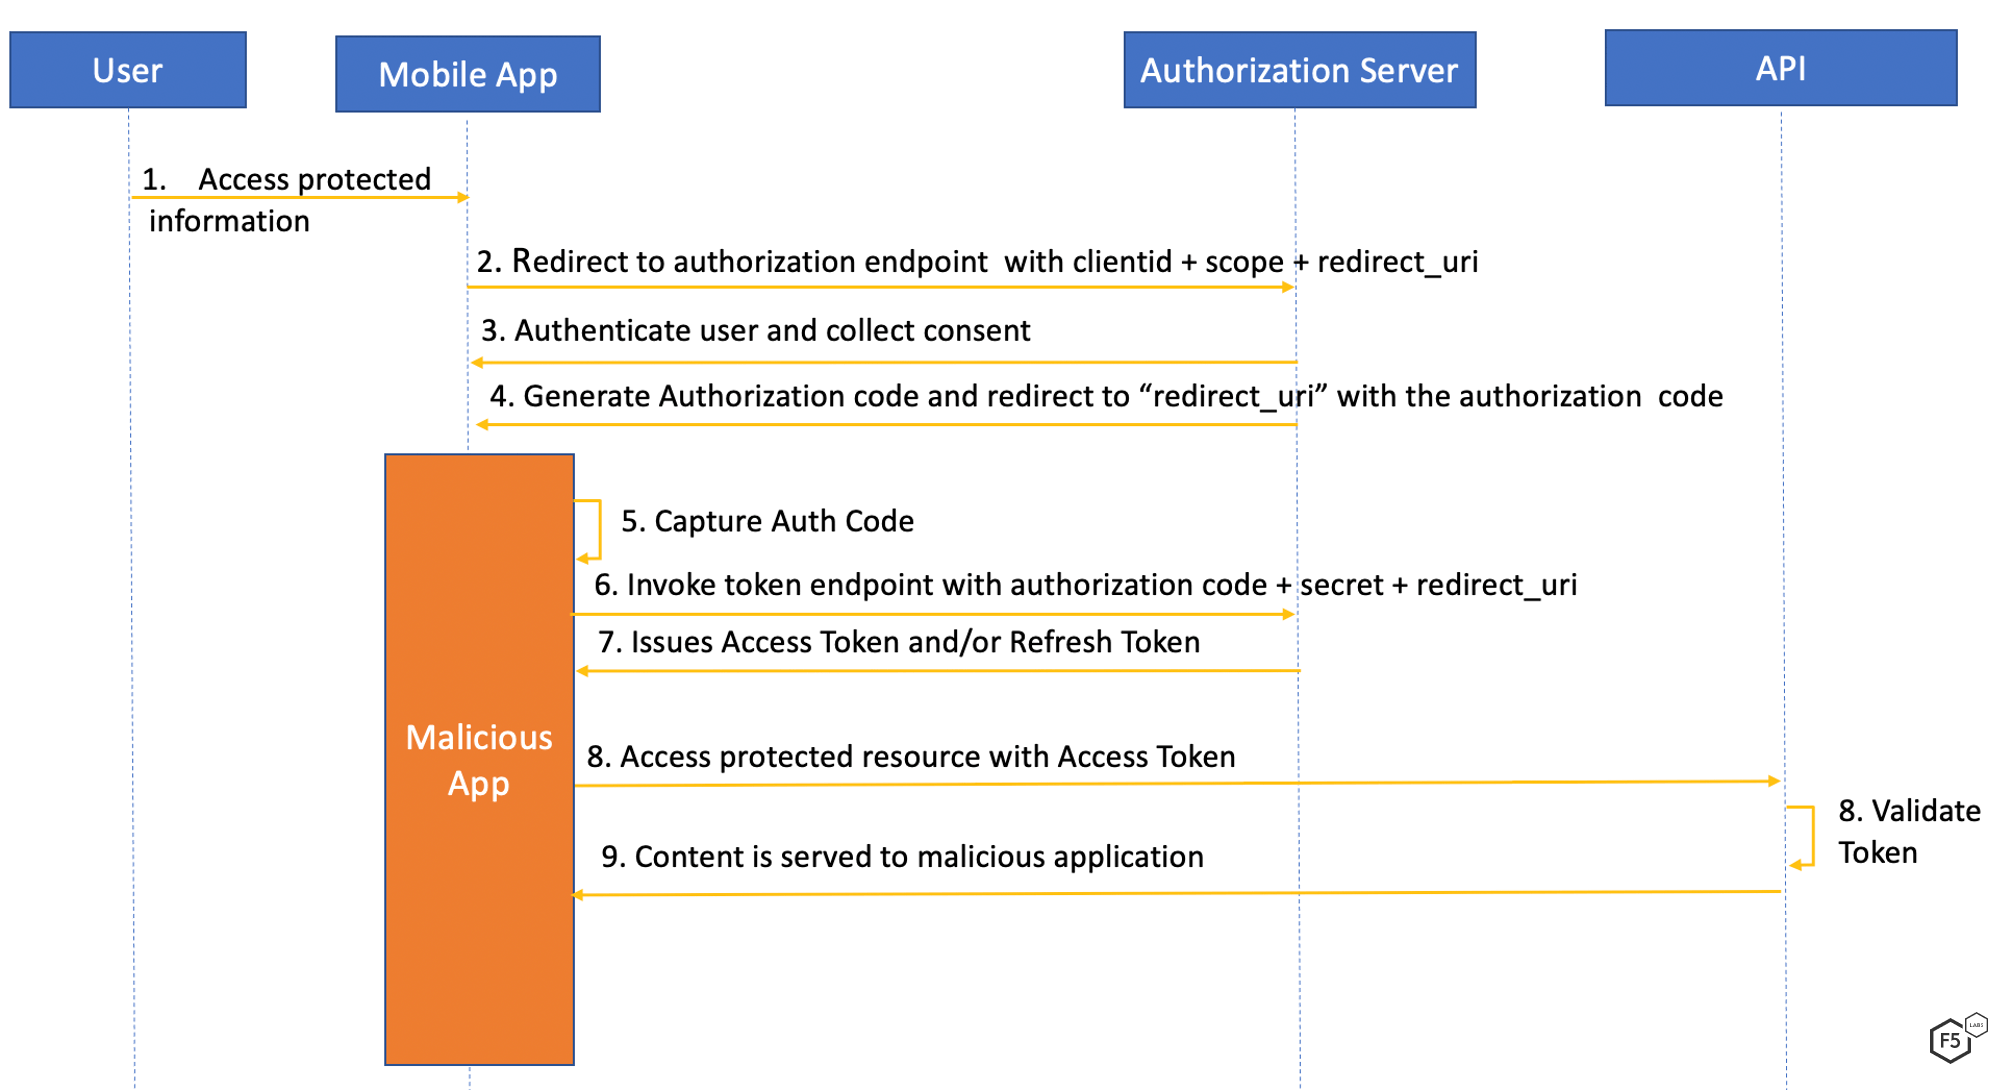 User
Mobile App
Authorization Server
API
1. Access protected
information
2. Redirect to authorization endpoint with clientid + scope + redirect_uri
3. Authenticate user and collect consent
4. Generate Authorization code and redirect to “redirect_uri” with the authorization code
5. Capture Auth Code
6. Invoke token endpoint with authorization code + secret + redirect_uri
7. Issues Access Token and/or Refresh Token
Malicious
App
8. Access protected resource with Access Token
8. Validate
Token
9. Content is served to malicious application
F5
LABS